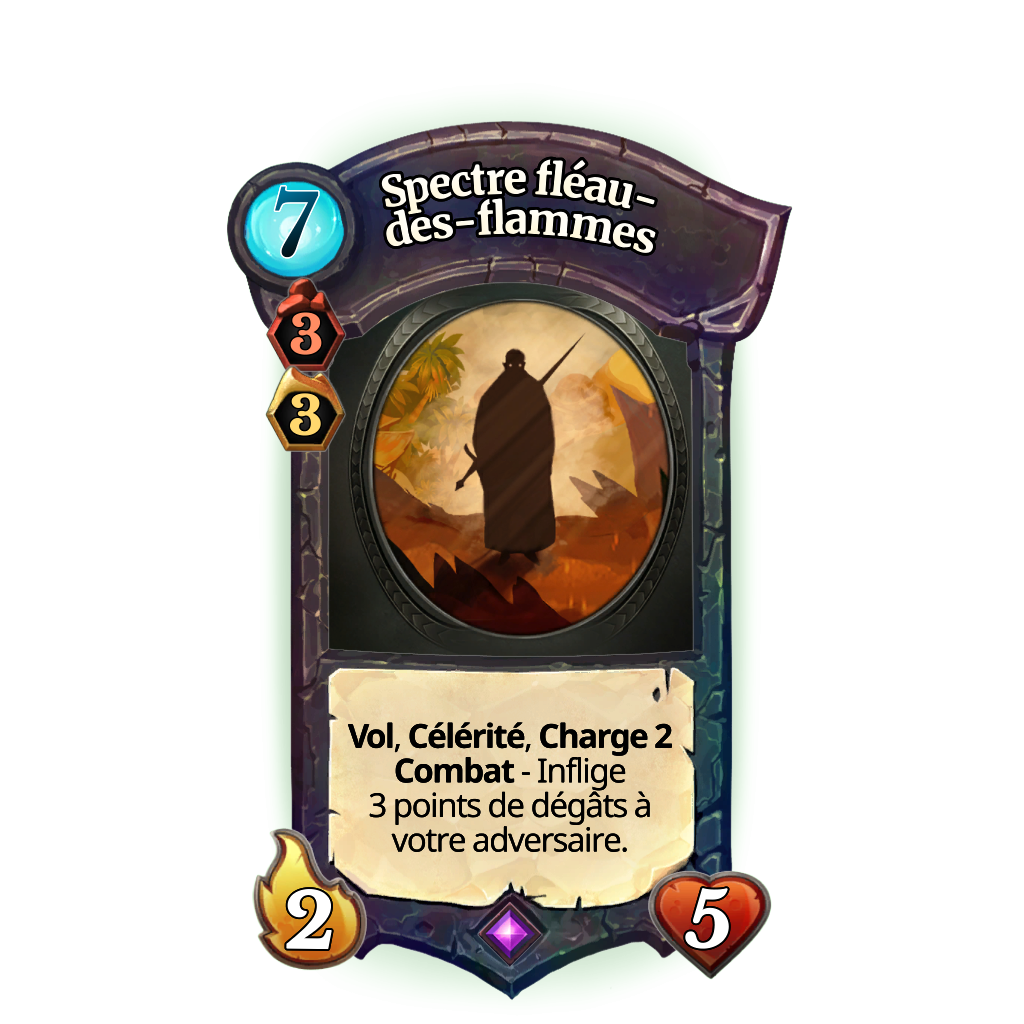 Spectre fléau-
des-flammes
7
3
3
Vol, Célérité, Charge 2
Combat - Inflige
3 points de dégâts à
votre adversaire.
2
5